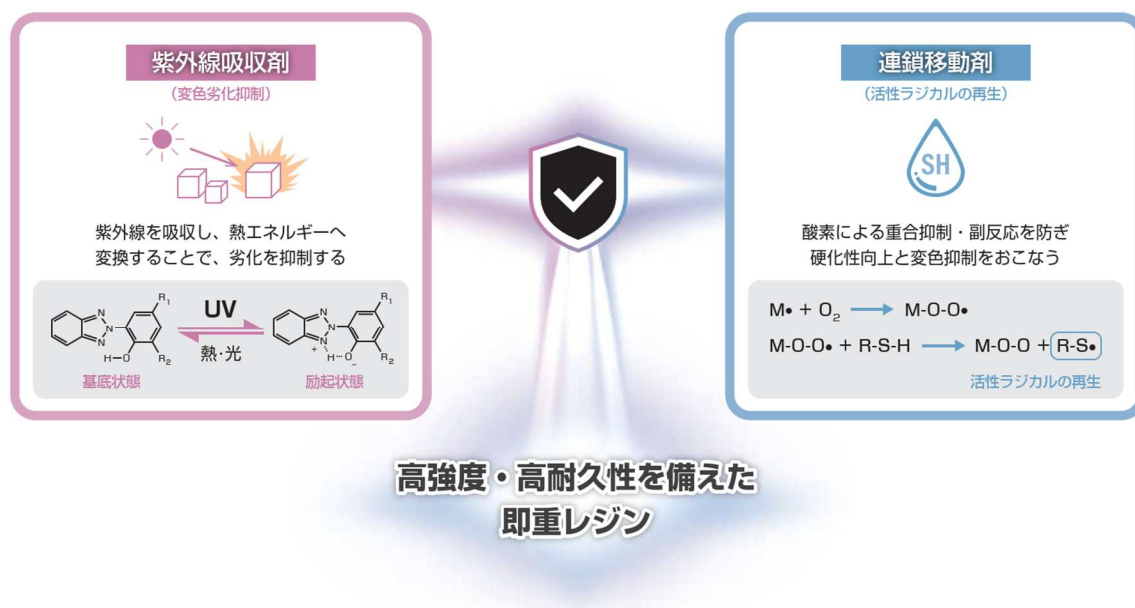 紫外線吸収剤
(変色劣化抑制)
紫外線を吸収し、熱エネルギーへ
変換することで、劣化を抑制する
N
N
N
R1
R2
H-O
UV
熱・光
N
N
N
+
R1
R2
H
O
-
基底状態
励起状態
連鎖移動剤
(活性ラジカルの再生)
SH
酸素による重合抑制・副反応を防ぎ
硬化性向上と変色抑制をおこなう
M• + O2 → M-O-O•
M-O-O• + R-S-H → M-O-O + R-S•
活性ラジカルの再生
高強度・高耐久性を備えた
即重レジン